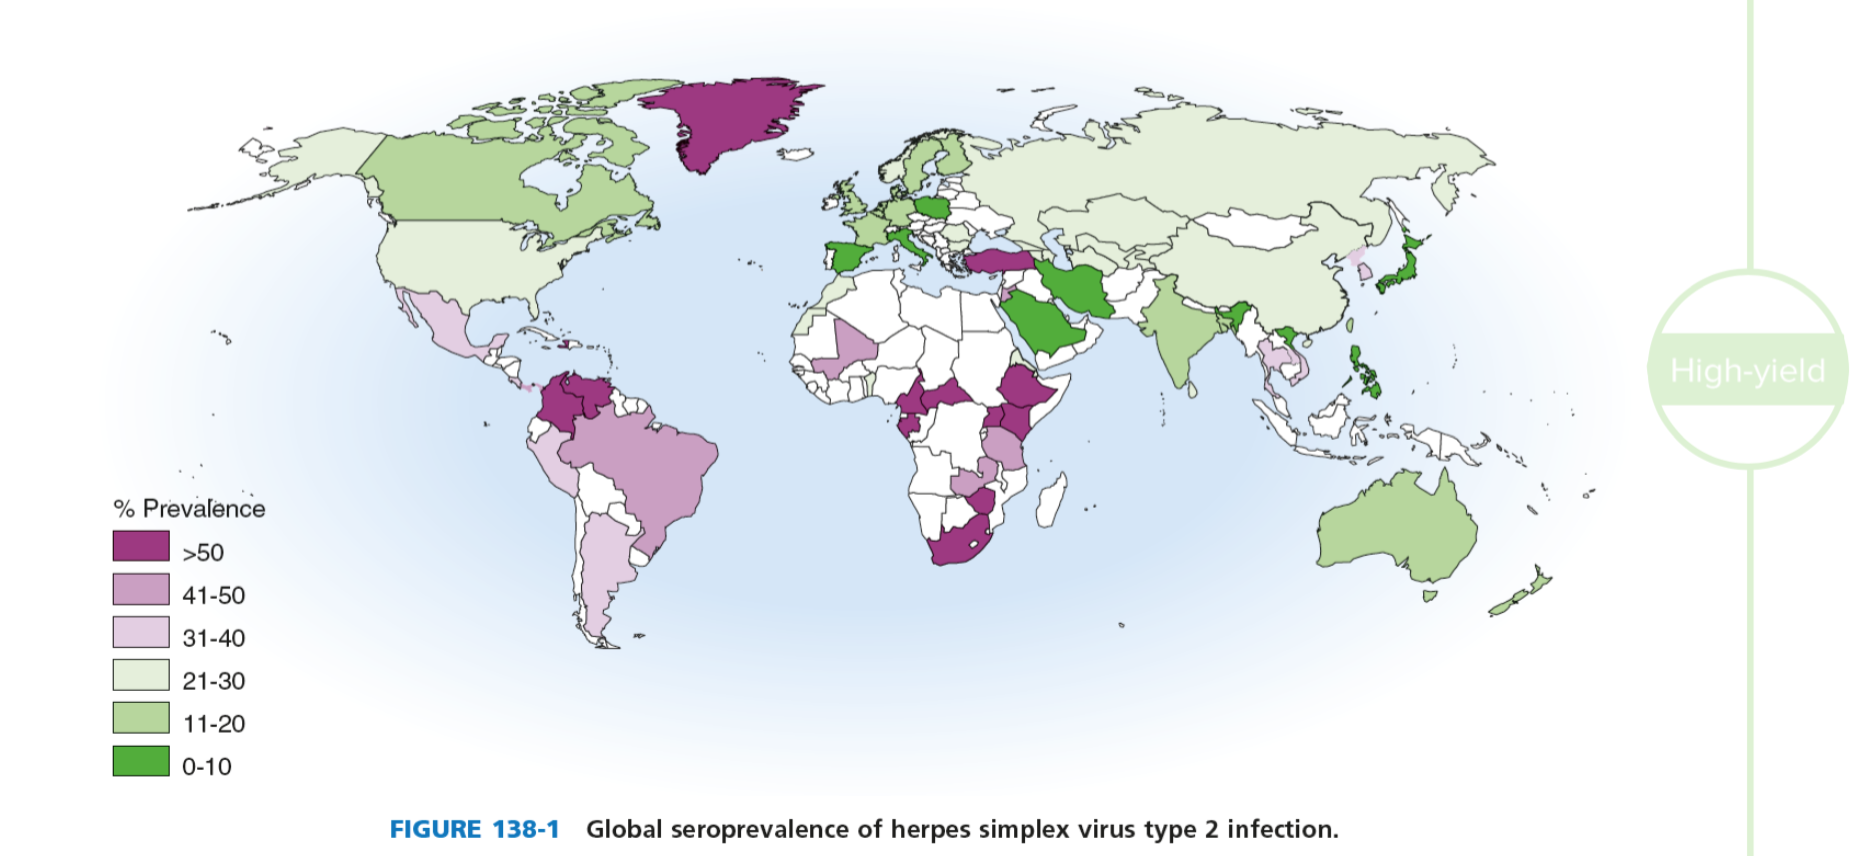 High-yield
% Prevalence
>50
41-50
31-40
21-30
11-20
0-10
FIGURE 138-1 Global seroprevalence of herpes simplex virus type 2 infection.